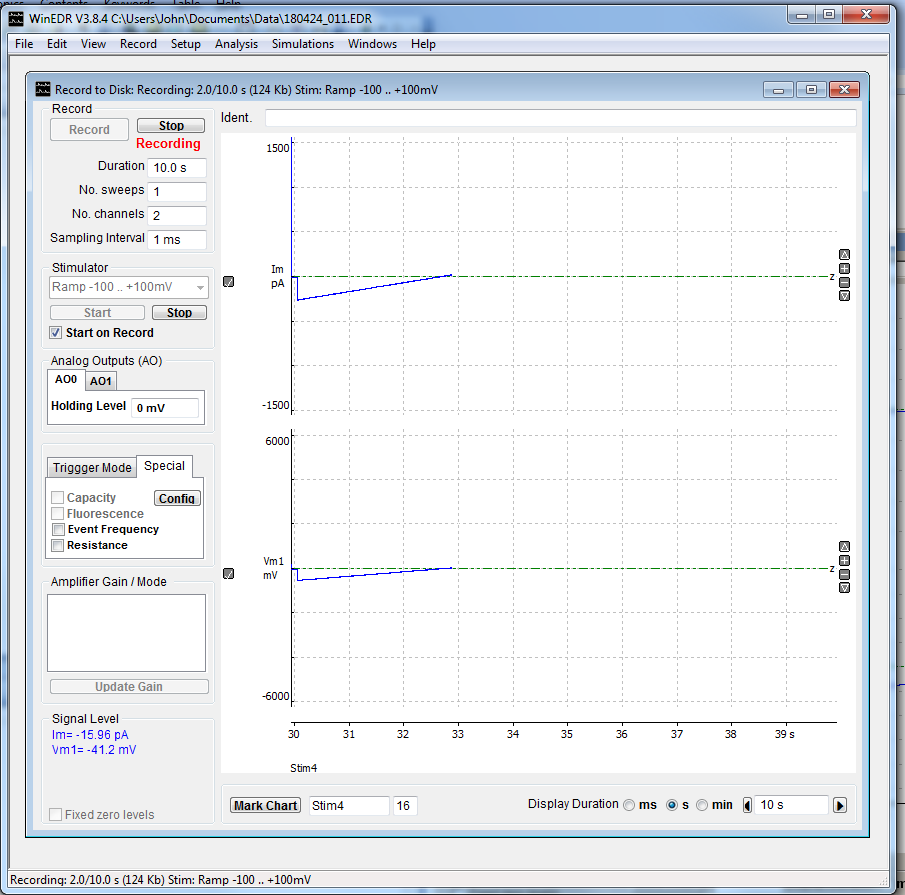 WinEDR V3.8.4 C:\Users\John\Documents\Data\180424_011.EDR
File Edit View Record Setup Analysis Simulations Windows Help
Record to Disk: Recording: 2.0/10.0 s (124 Kb) Stim: Ramp -100 .. +100mV
Record
Record Stop
Recording
Duration 10.0 s
No. sweeps 1
No. channels 2
Sampling Interval 1 ms
Stimulator
Ramp -100 .. +100mV
Start Stop
Start on Record
Analog Outputs (AO)
AO0 AO1
Holding Level 0 mV
Triggger Mode Special
Capacity Config
Fluorescence
Event Frequency
Resistance
Amplifier Gain / Mode
Update Gain
Signal Level
Im= -15.96 pA
Vm1= -41.2 mV
Fixed zero levels
Ident.
1500
Im
pA
z
-1500
6000
Vm1
mV
z
-6000
30 31 32 33 34 35 36 37 38 39 s
Stim4
Mark Chart Stim4 16 Display Duration ms s min 10 s
Recording: 2.0/10.0 s (124 Kb) Stim: Ramp -100 .. +100mV